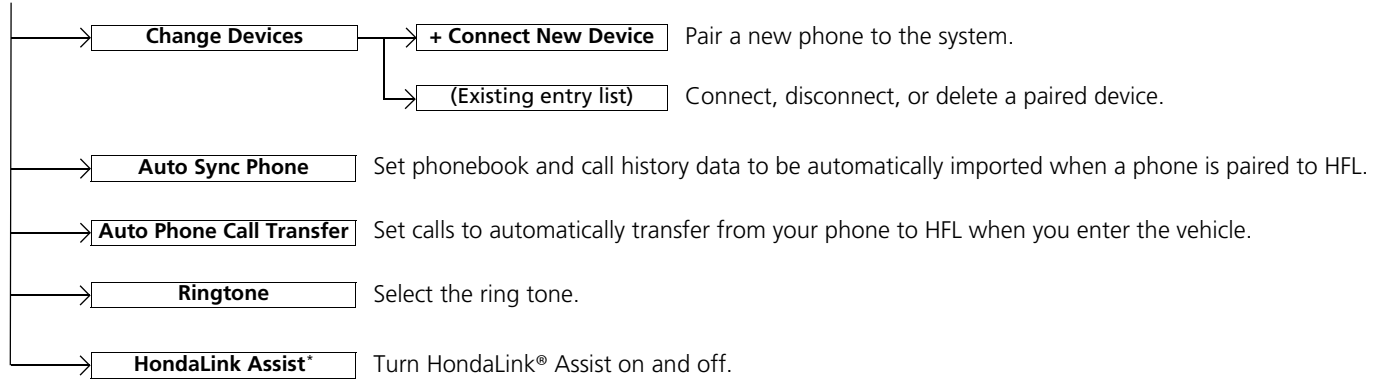 Change Devices + Connect New Device Pair a new phone to the system.
(Existing entry list) Connect, disconnect, or delete a paired device.
Auto Sync Phone Set phonebook and call history data to be automatically imported when a phone is paired to HFL.
Auto Phone Call Transfer Set calls to automatically transfer from your phone to HFL when you enter the vehicle.
Ringtone Select the ring tone.
HondaLink Assist* Turn HondaLink® Assist on and off.